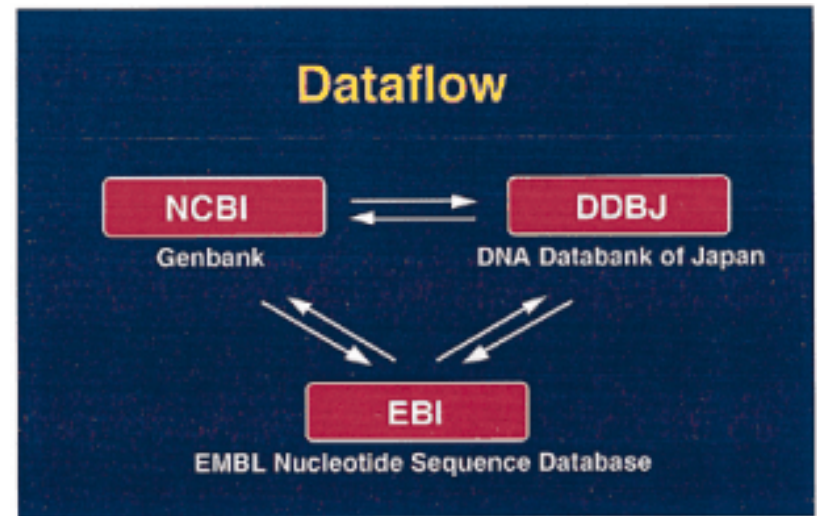 Dataflow
NCBI
DDBJ
Genbank
DNA Databank of Japan
EBI
EMBL Nucleotide Sequence Database